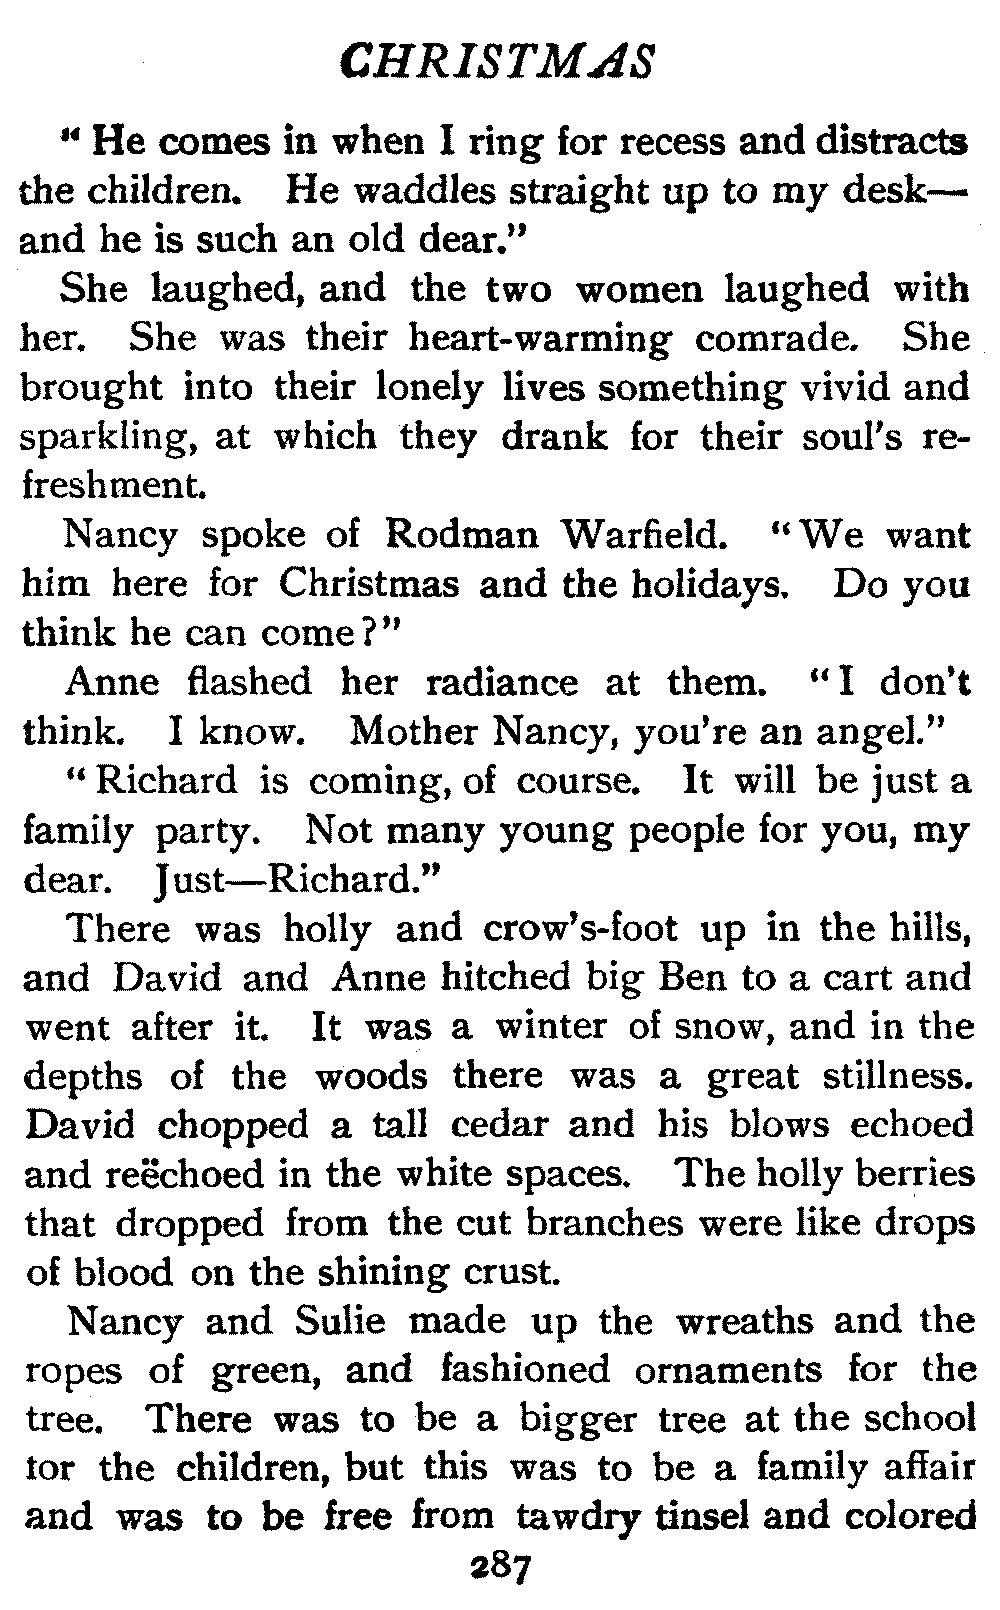 CHRISTMAS
“ He comes in when I ring for recess and distracts
the children. He waddles straight up to my desk—
and he is such an old dear.”
She laughed, and the two women laughed with
her. She was their heart-warming comrade. She
brought into their lonely lives something vivid and
sparkling, at which they drank for their soul's re-
freshment.
Nancy spoke of Rodman Warfield. “ We want
him here for Christmas and the holidays. Do you
think he can come?”
Anne flashed her radiance at them. “ I don't
think. I know. Mother Nancy, you're an angel.”
“ Richard is coming, of course. It will be just a
family party. Not many young people for you, my
dear. Just—Richard.”
There was holly and crow's-foot up in the hills,
and David and Anne hitched big Ben to a cart and
went after it. It was a winter of snow, and in the
depths of the woods there was a great stillness.
David chopped a tall cedar and his blows echoed
and reëchoed in the white spaces. The holly berries
that dropped from the cut branches were like drops
of blood on the shining crust.
Nancy and Sulie made up the wreaths and the
ropes of green, and fashioned ornaments for the
tree. There was to be a bigger tree at the school
for the children, but this was to be a family affair
and was to be free from tawdry tinsel and colored
287